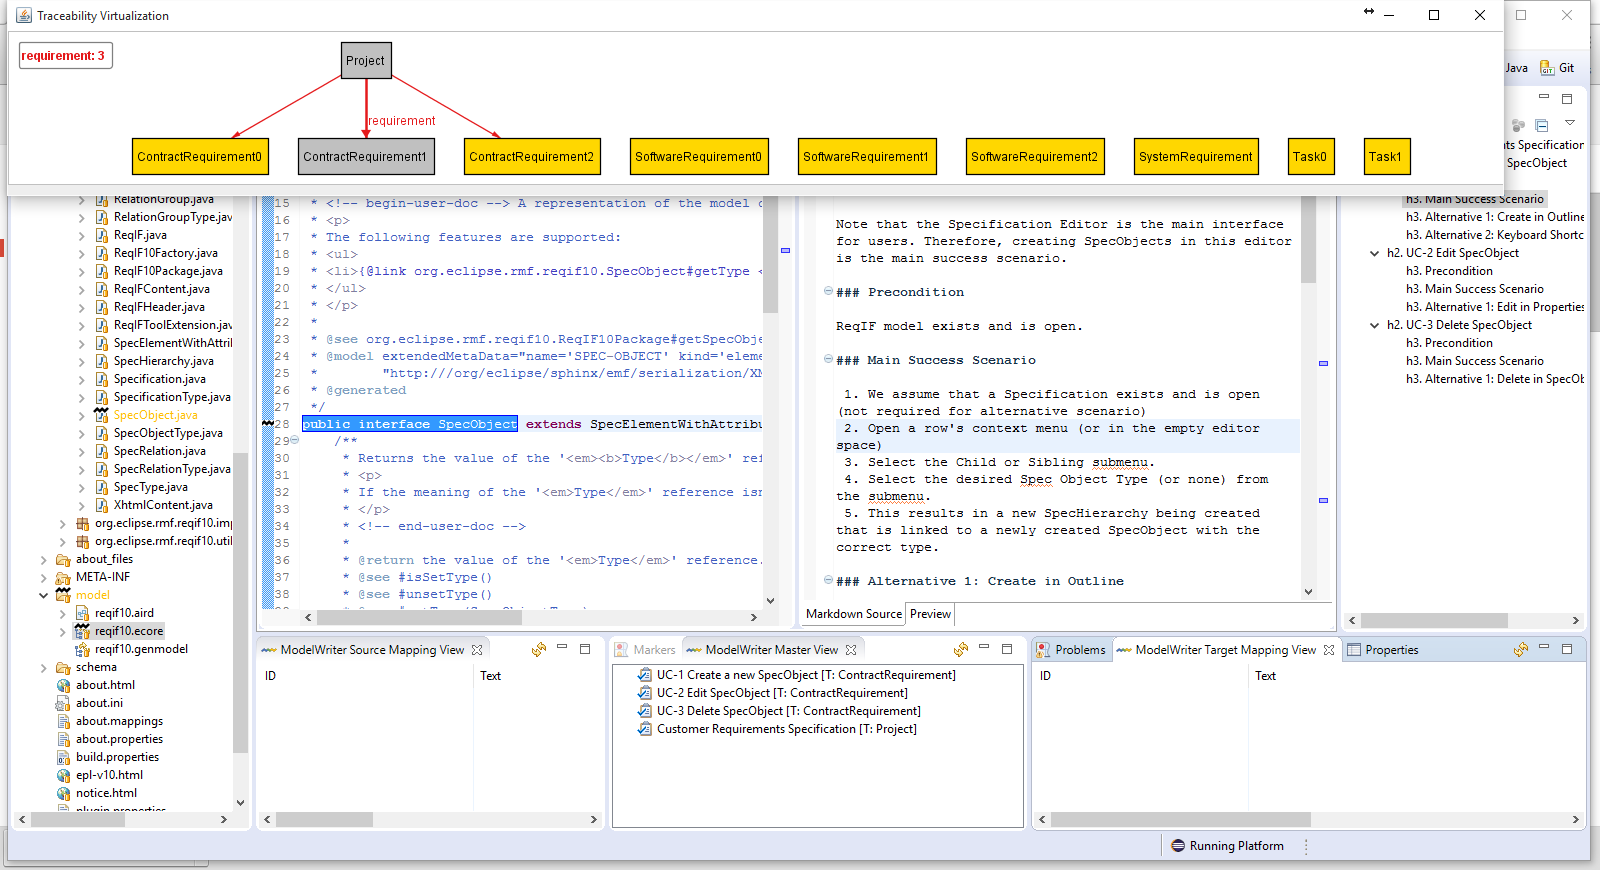 Traceability Virtualization
requirement: 3
Project
requirement
ContractRequirement0
ContractRequirement1
ContractRequirement2
SoftwareRequirement0
SoftwareRequirement1
SoftwareRequirement2
SystemRequirement
Task0
Task1
Java
Git
RelationGroup.java
RelationGroupType.jav
ReqIF.java
ReqIF10Factory.java
ReqIF10Package.java
ReqIFContent.java
ReqIFHeader.java
ReqIFToolExtension.jav
SpecElementWithAttril
SpecHierarchy.java
Specification.java
SpecificationType.java
SpecObject.java
SpecObjectType.java
SpecRelation.java
SpecRelationType.java
SpecType.java
XhtmlContent.java
org.eclipse.rmf.reqif10.imp
org.eclipse.rmf.reqif10.util
about_files
META-INF
model
reqif10.aird
reqif10.ecore
reqif10.genmodel
schema
about.html
about.ini
about.mappings
about.properties
build.properties
epl-v10.html
notice.html
plugin.properties
15 * <!-- begin-user-doc --> A representation of the model o
16 * <p>
17 * The following features are supported:
18 * <ul>
19 * <li>{@link org.eclipse.rmf.reqif10.SpecObject#getType <
20 * </ul>
21 * </p>
22 *
23 * @see org.eclipse.rmf.reqif10.ReqIF10Package#getSpecObje
24 * @model extendedMetaData="name='SPEC-OBJECT' kind='eleme
25 * "http:///org/eclipse/sphinx/emf/serialization/XM
26 * @generated
27 */
28 public interface SpecObject extends SpecElementWithAttribu
29 /**
30 * Returns the value of the '<em><b>Type</b></em>' ref
31 * <p>
32 * If the meaning of the '<em>Type</em>' reference isn
33 * </p>
34 * <!-- end-user-doc -->
35 *
36 * @return the value of the '<em>Type</em>' reference.
37 * @see #isSetType()
38 * @see #unsetType()
Note that the Specification Editor is the main interface
for users. Therefore, creating SpecObjects in this editor
is the main success scenario.
### Precondition
ReqIF model exists and is open.
### Main Success Scenario
1. We assume that a Specification exists and is open
(not required for alternative scenario)
2. Open a row's context menu (or in the empty editor
space)
3. Select the Child or Sibling submenu.
4. Select the desired Spec Object Type (or none) from
the submenu.
5. This results in a new SpecHierarchy being created
that is linked to a newly created SpecObject with the
correct type.
### Alternative 1: Create in Outline
Markdown Source
Preview
nts Specification
SpecObject
h3. Main Success Scenario
h3. Alternative 1: Create in Outline
h3. Alternative 2: Keyboard Shortc
h2. UC-2 Edit SpecObject
h3. Precondition
h3. Main Success Scenario
h3. Alternative 1: Edit in Properties
h2. UC-3 Delete SpecObject
h3. Precondition
h3. Main Success Scenario
h3. Alternative 1: Delete in SpecOb
ModelWriter Source Mapping View
ID
Text
Markers
ModelWriter Master View
UC-1 Create a new SpecObject [T: ContractRequirement]
UC-2 Edit SpecObject [T: ContractRequirement]
UC-3 Delete SpecObject [T: ContractRequirement]
Customer Requirements Specification [T: Project]
Problems
ModelWriter Target Mapping View
Properties
ID
Text
Running Platform